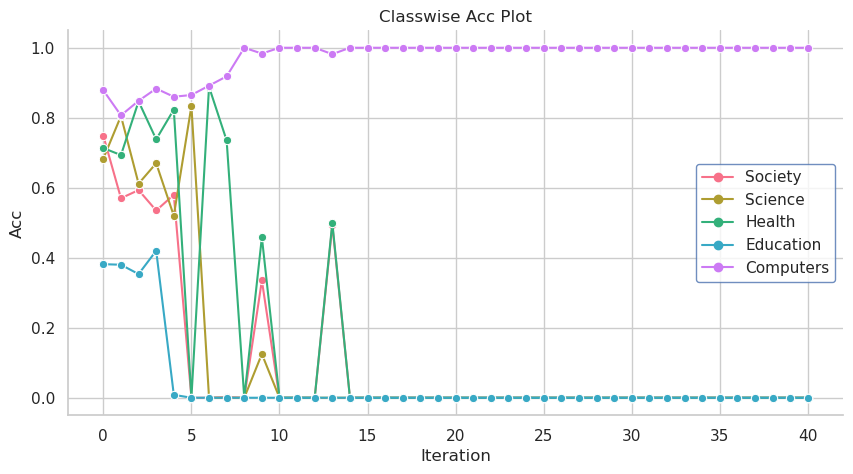 Classwise Acc Plot
1.0
0.8
0.6
0.4
0.2
0.0
Acc
Society
Science
Health
Education
Computers
0 5 10 15 20 25 30 35 40
Iteration